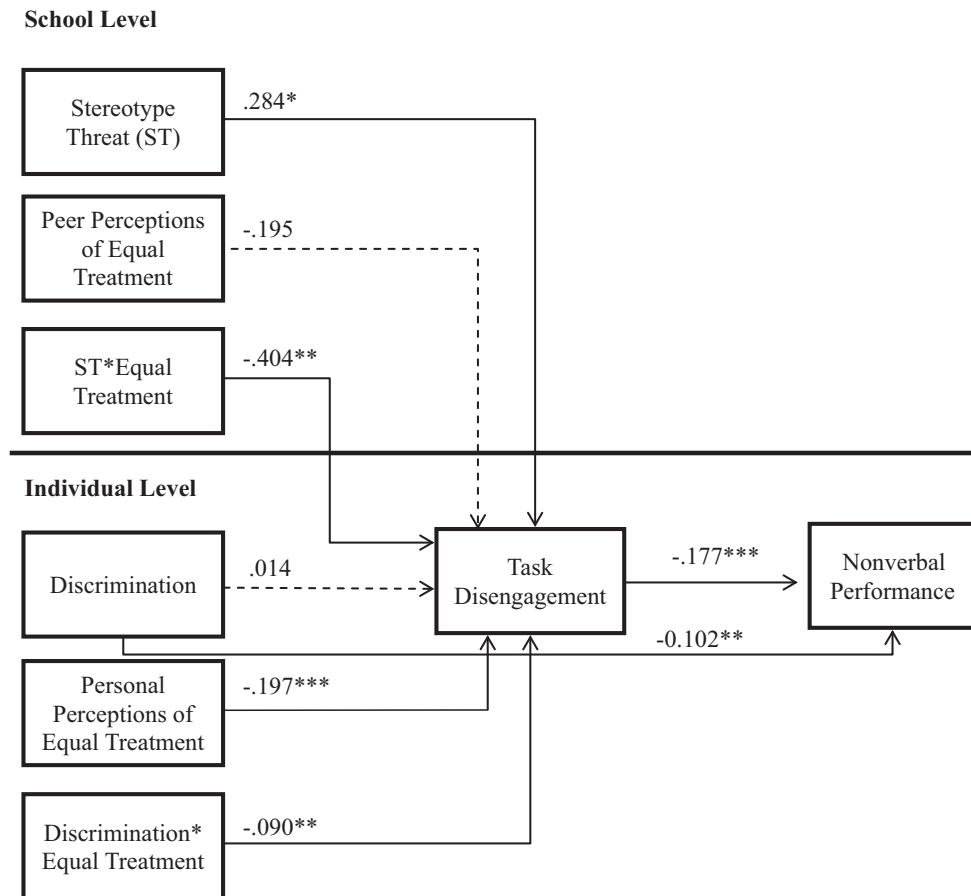 School Level
Stereotype
Threat (ST)
.284*
Peer Perceptions
of Equal
Treatment
-.195
ST*Equal
Treatment
-.404**
Individual Level
Discrimination
.014
Task
Disengagement
-.177***
Nonverbal
Performance
-0.102**
Personal
Perceptions of
Equal Treatment
-.197***
Discrimination*
Equal Treatment
-.090**